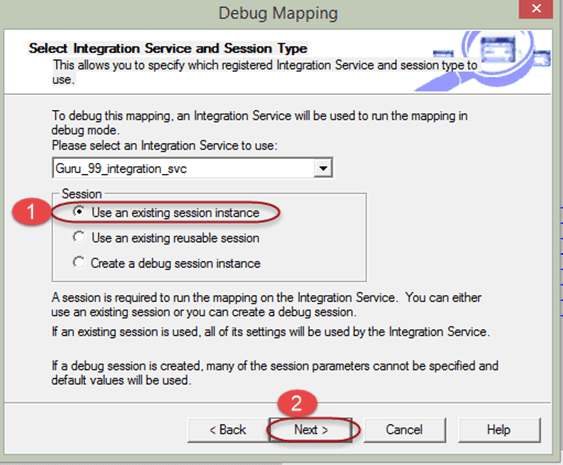 Debug Mapping
Select Integration Service and Session Type
This allows you to specify which registered Integration Service and session type to
use.
To debug this mapping, an Integration Service will be used to run the mapping in
debug mode.
Please select an Integration Service to use:
Guru_99_integration_svc
Session
1
Use an existing session instance
Use an existing reusable session
Create a debug session instance
A session is required to run the mapping on the Integration Service. You can either
use an existing session or you can create a debug session.
If an existing session is used, all of its settings will be used by the Integration Service.
If a debug session is created, many of the session parameters cannot be specified and
default values will be used.
2
< Back Next > Cancel Help